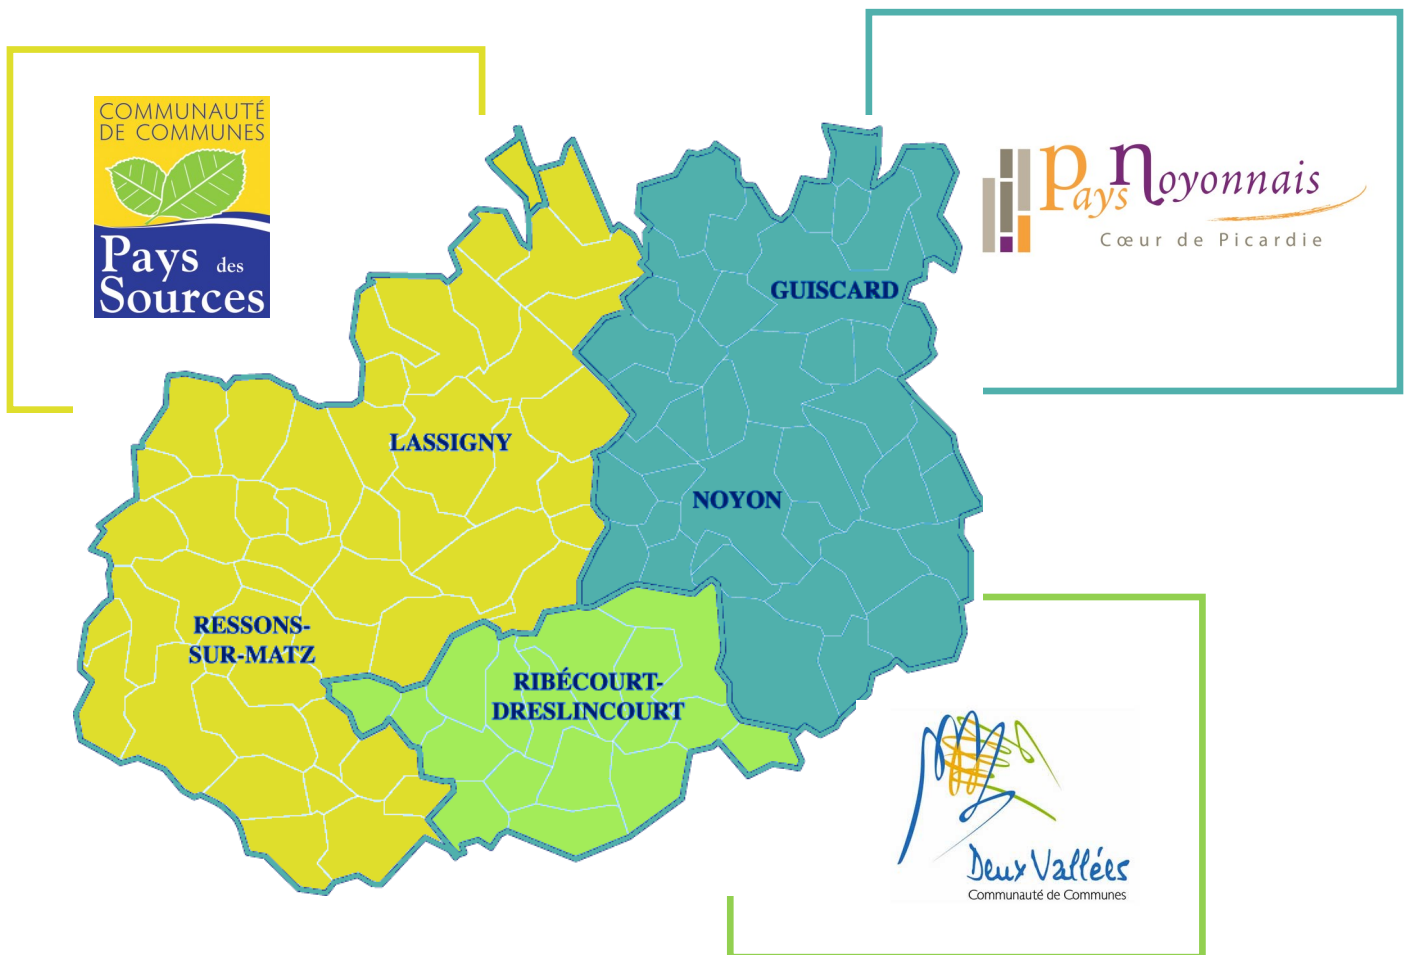 COMMUNAUTÉ
DE COMMUNES
Pays des
Sources
Pays Noyonnais
Cœur de Picardie
GUISCARD
LASSIGNY
NOYON
RESSONS-
SUR-MATZ
RIBÉCOURT-
DRESLINCOURT
Deux Vallées
Communauté de Communes